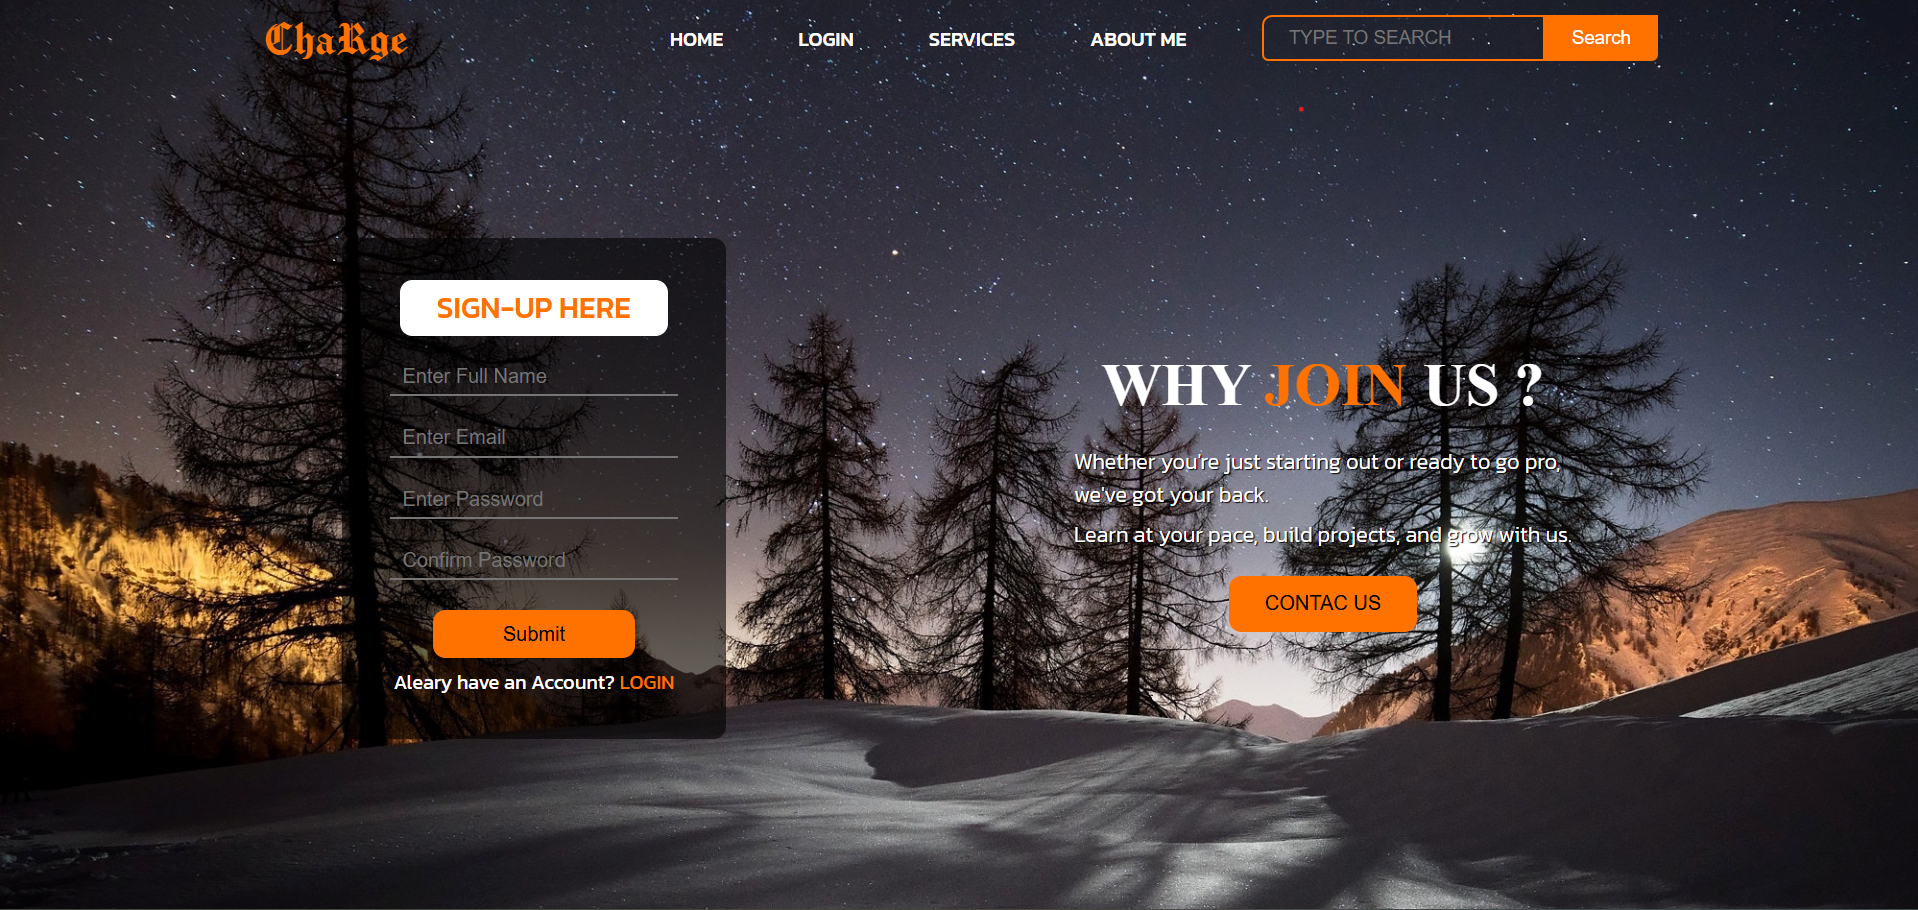 ChaRge
HOME LOGIN SERVICES ABOUT ME TYPE TO SEARCH Search
SIGN-UP HERE
Enter Full Name
Enter Email
Enter Password
Confirm Password
Submit
Aleary have an Account? LOGIN
WHY JOIN US ?
Whether you're just starting out or ready to go pro,
we've got your back.
Learn at your pace, build projects, and grow with us.
CONTAC US